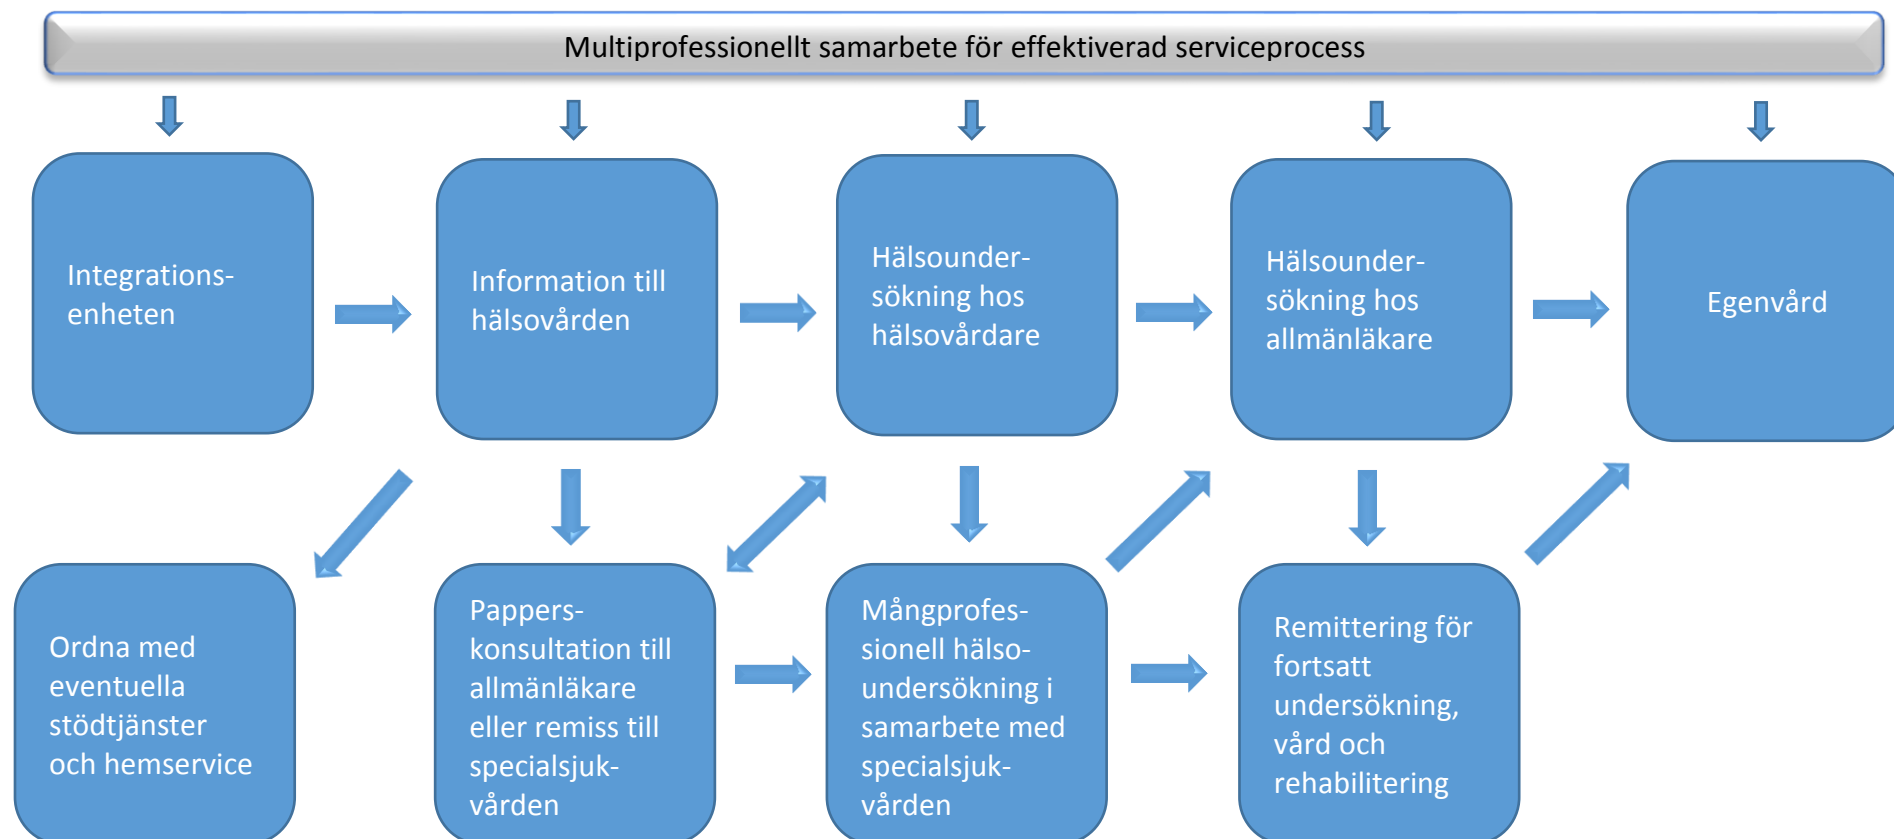 Multiprofessionellt samarbete för effektiverad serviceprocess
Integrations-
enheten
Information till
hälsovården
Hälsounder-
sökning hos
hälsovårdare
Hälsounder-
sökning hos
allmänläkare
Egenvård
Ordna med
eventuella
stödtjänster
och hemservice
Pappers-
konsultation till
allmänläkare
eller remiss till
specialsjuk-
vården
Mångprofes-
sionell hälso-
undersökning i
samarbete med
specialsjuk-
vården
Remittering för
fortsatt
undersökning,
vård och
rehabilitering